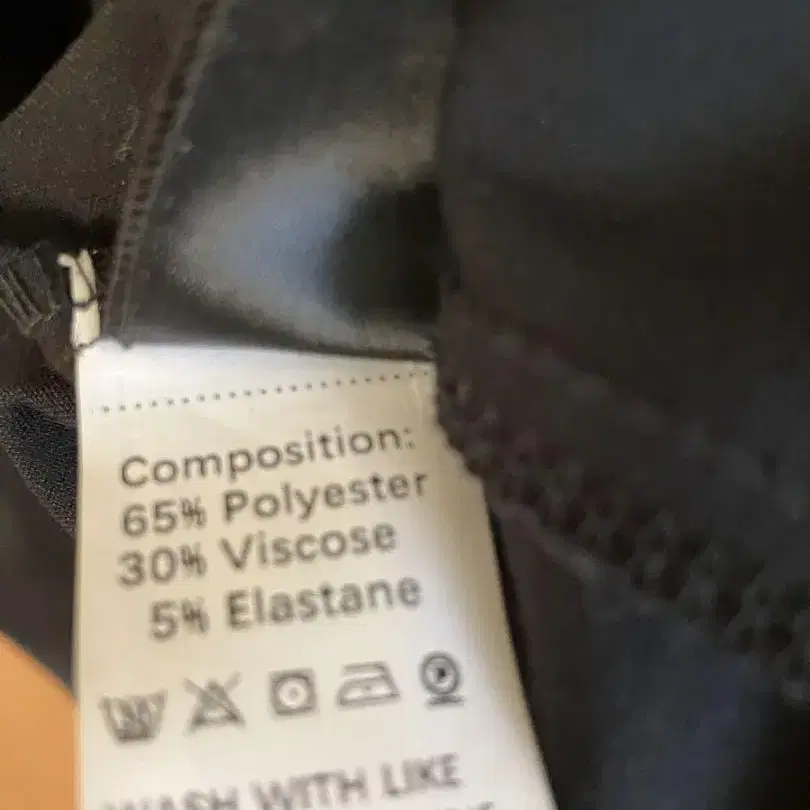 Composition:
65% Polyester
30% Viscose
5% Elastane
WASH WITH LIKE